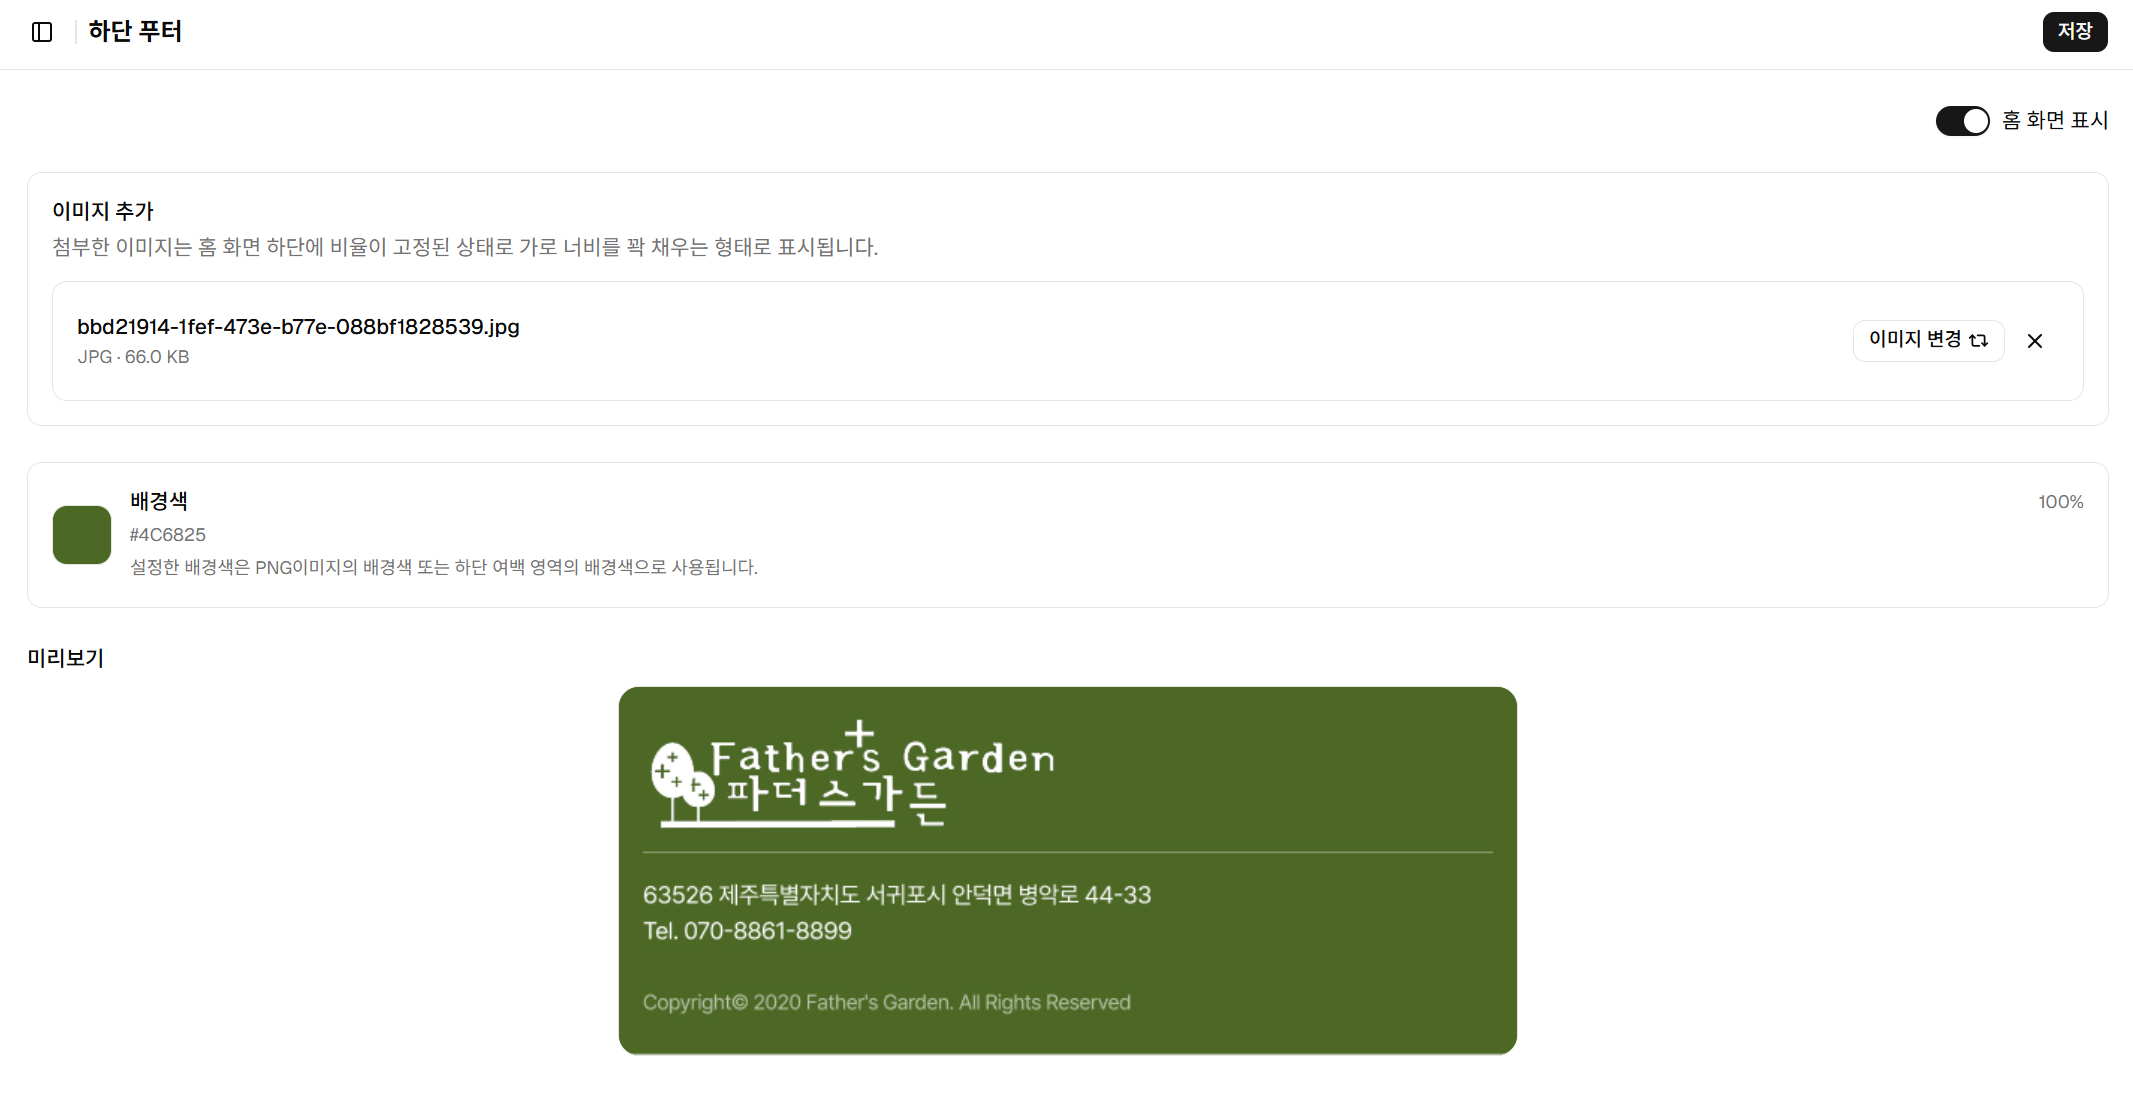 하단 푸터
저장
홈 화면 표시
이미지 추가
첨부한 이미지는 홈 화면 하단에 비율이 고정된 상태로 가로 너비를 꽉 채우는 형태로 표시됩니다.
bbd21914-1fef-473e-b77e-088bf1828539.jpg
이미지 변경
JPG · 66.0 KB
배경색
100%
#4C6825
설정한 배경색은 PNG이미지의 배경색 또는 하단 여백 영역의 배경색으로 사용됩니다.
미리보기
Father's Garden
파더스가든
63526 제주특별자치도 서귀포시 안덕면 병악로 44-33
Tel. 070-8861-8899
Copyright© 2020 Father's Garden. All Rights Reserved